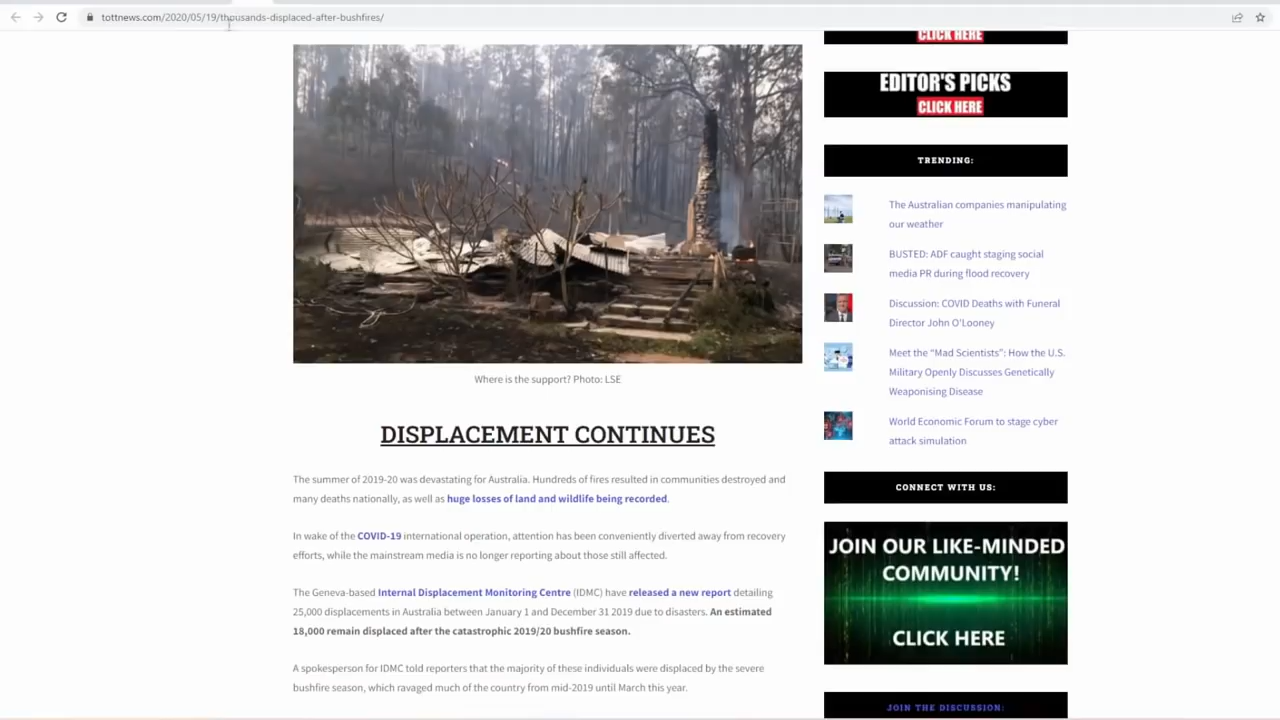 tottnews.com/2020/05/19/thousands-displaced-after-bushfires/
CLICK HERE
EDITOR'S PICKS
CLICK HERE
TRENDING:
The Australian companies manipulating
our weather
BUSTED: ADF caught staging social
media PR during flood recovery
Discussion: COVID Deaths with Funeral
Director John O'Looney
Meet the “Mad Scientists”: How the U.S.
Military Openly Discusses Genetically
Weaponising Disease
World Economic Forum to stage cyber
attack simulation
CONNECT WITH US:
JOIN OUR LIKE-MINDED
COMMUNITY!
CLICK HERE
JOIN THE DISCUSSION:
Where is the support? Photo: LSE
DISPLACEMENT CONTINUES
The summer of 2019-20 was devastating for Australia. Hundreds of fires resulted in communities destroyed and
many deaths nationally, as well as huge losses of land and wildlife being recorded.
In wake of the COVID-19 international operation, attention has been conveniently diverted away from recovery
efforts, while the mainstream media is no longer reporting about those still affected.
The Geneva-based Internal Displacement Monitoring Centre (IDMC) have released a new report detailing
25,000 displacements in Australia between January 1 and December 31 2019 due to disasters. An estimated
18,000 remain displaced after the catastrophic 2019/20 bushfire season.
A spokesperson for IDMC told reporters that the majority of these individuals were displaced by the severe
bushfire season, which ravaged much of the country from mid-2019 until March this year.